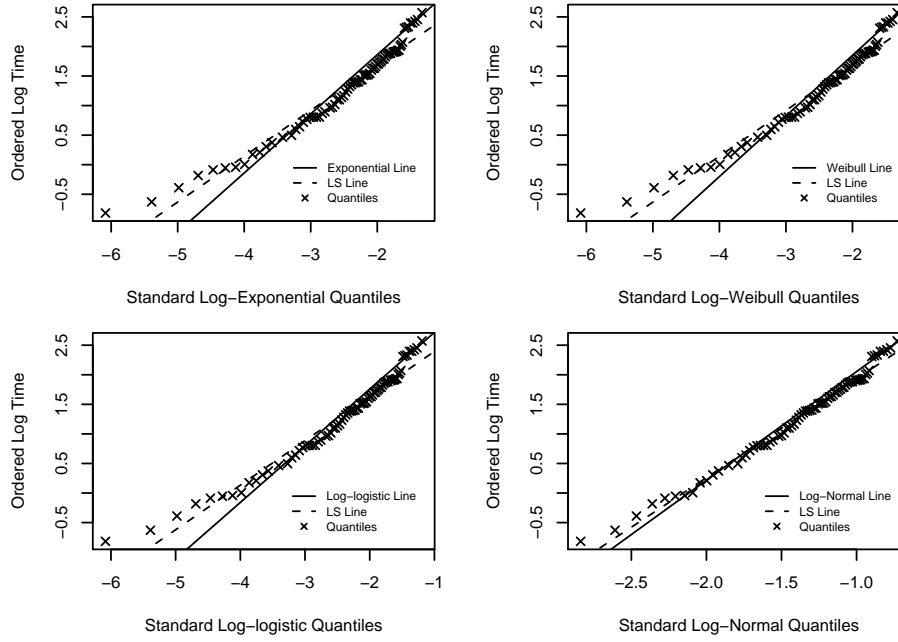 Ordered Log Time
2.5
1.5
0.5
−0.5
Exponential Line
LS Line
Quantiles
−6 −5 −4 −3 −2
Standard Log−Exponential Quantiles
Ordered Log Time
2.5
1.5
0.5
−0.5
Weibull Line
LS Line
Quantiles
−6 −5 −4 −3 −2
Standard Log−Weibull Quantiles
Ordered Log Time
2.5
1.5
0.5
−0.5
Log−logistic Line
LS Line
Quantiles
−6 −5 −4 −3 −2 −1
Standard Log−logistic Quantiles
Ordered Log Time
2.5
1.5
0.5
−0.5
Log−Normal Line
LS Line
Quantiles
−2.5 −2.0 −1.5 −1.0
Standard Log−Normal Quantiles